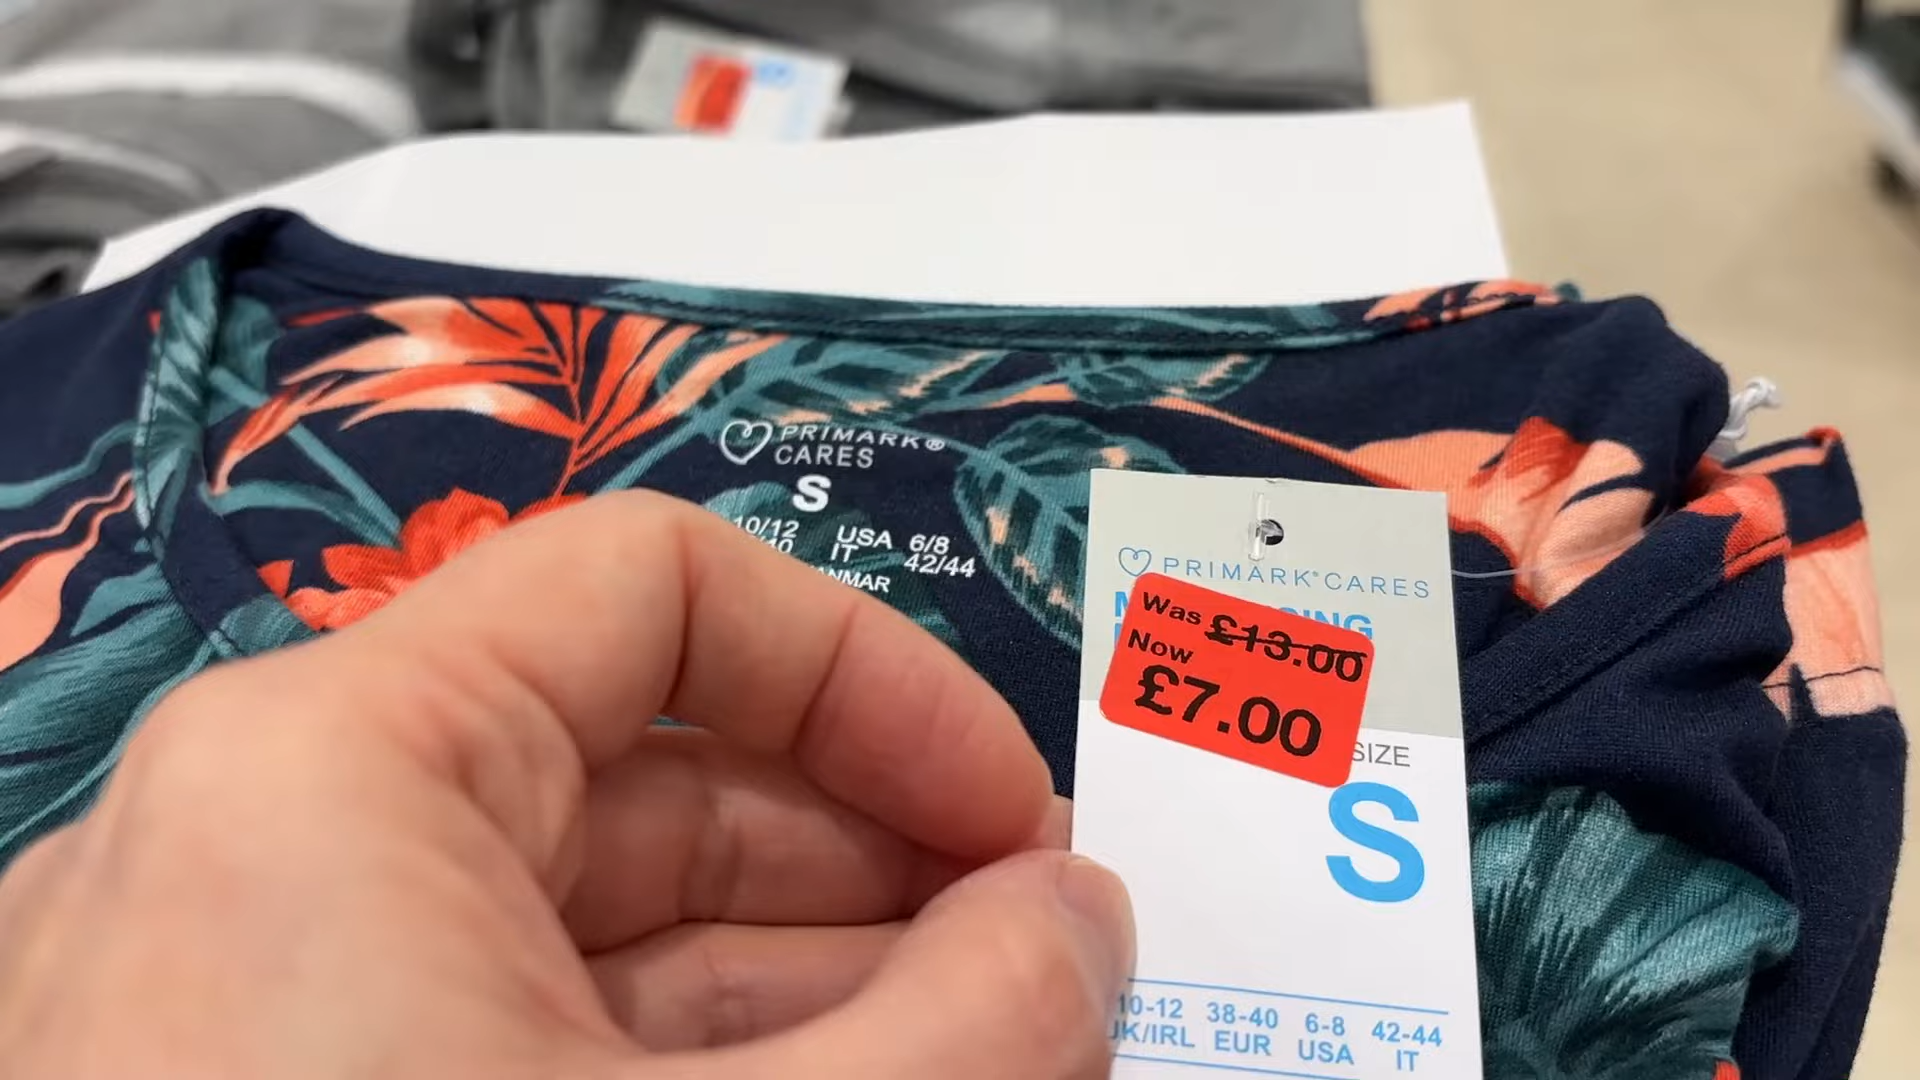 PRIMARK®
CARES
S
10/12 USA 6/8
40 IT 42/44
PRIMARK®CARES
Was £13.00
Now
£7.00
SIZE
S
10-12 38-40 6-8 42-44
UK/IRL EUR USA IT